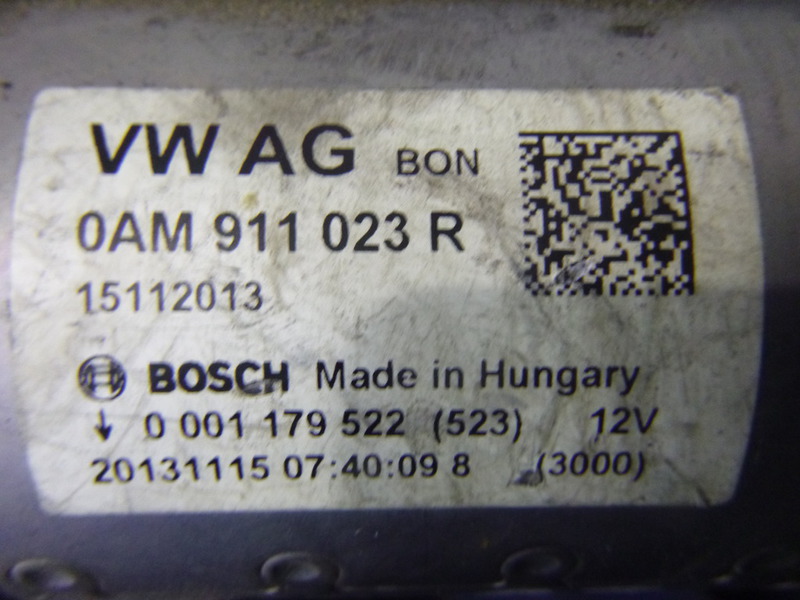 VW AG BON
0AM 911 023 R
15112013
BOSCH Made in Hungary
↓ 0 001 179 522 (523) 12V
20131115 07:40:09 8 (3000)